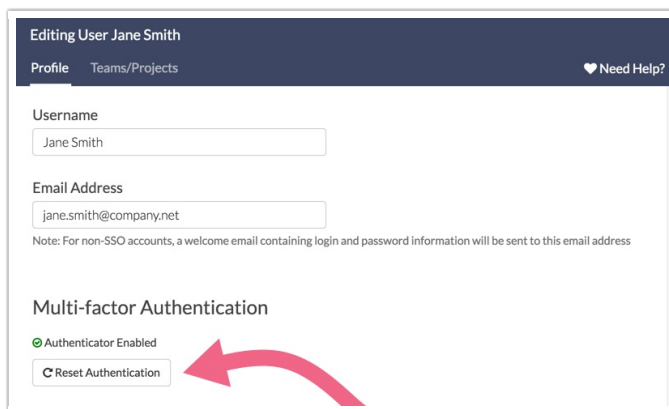 Editing User Jane Smith
Profile Teams/Projects Need Help?
Username
Jane Smith
Email Address
jane.smith@company.net
Note: For non-SSO accounts, a welcome email containing login and password information will be sent to this email address
Multi-factor Authentication
Authenticator Enabled
Reset Authentication